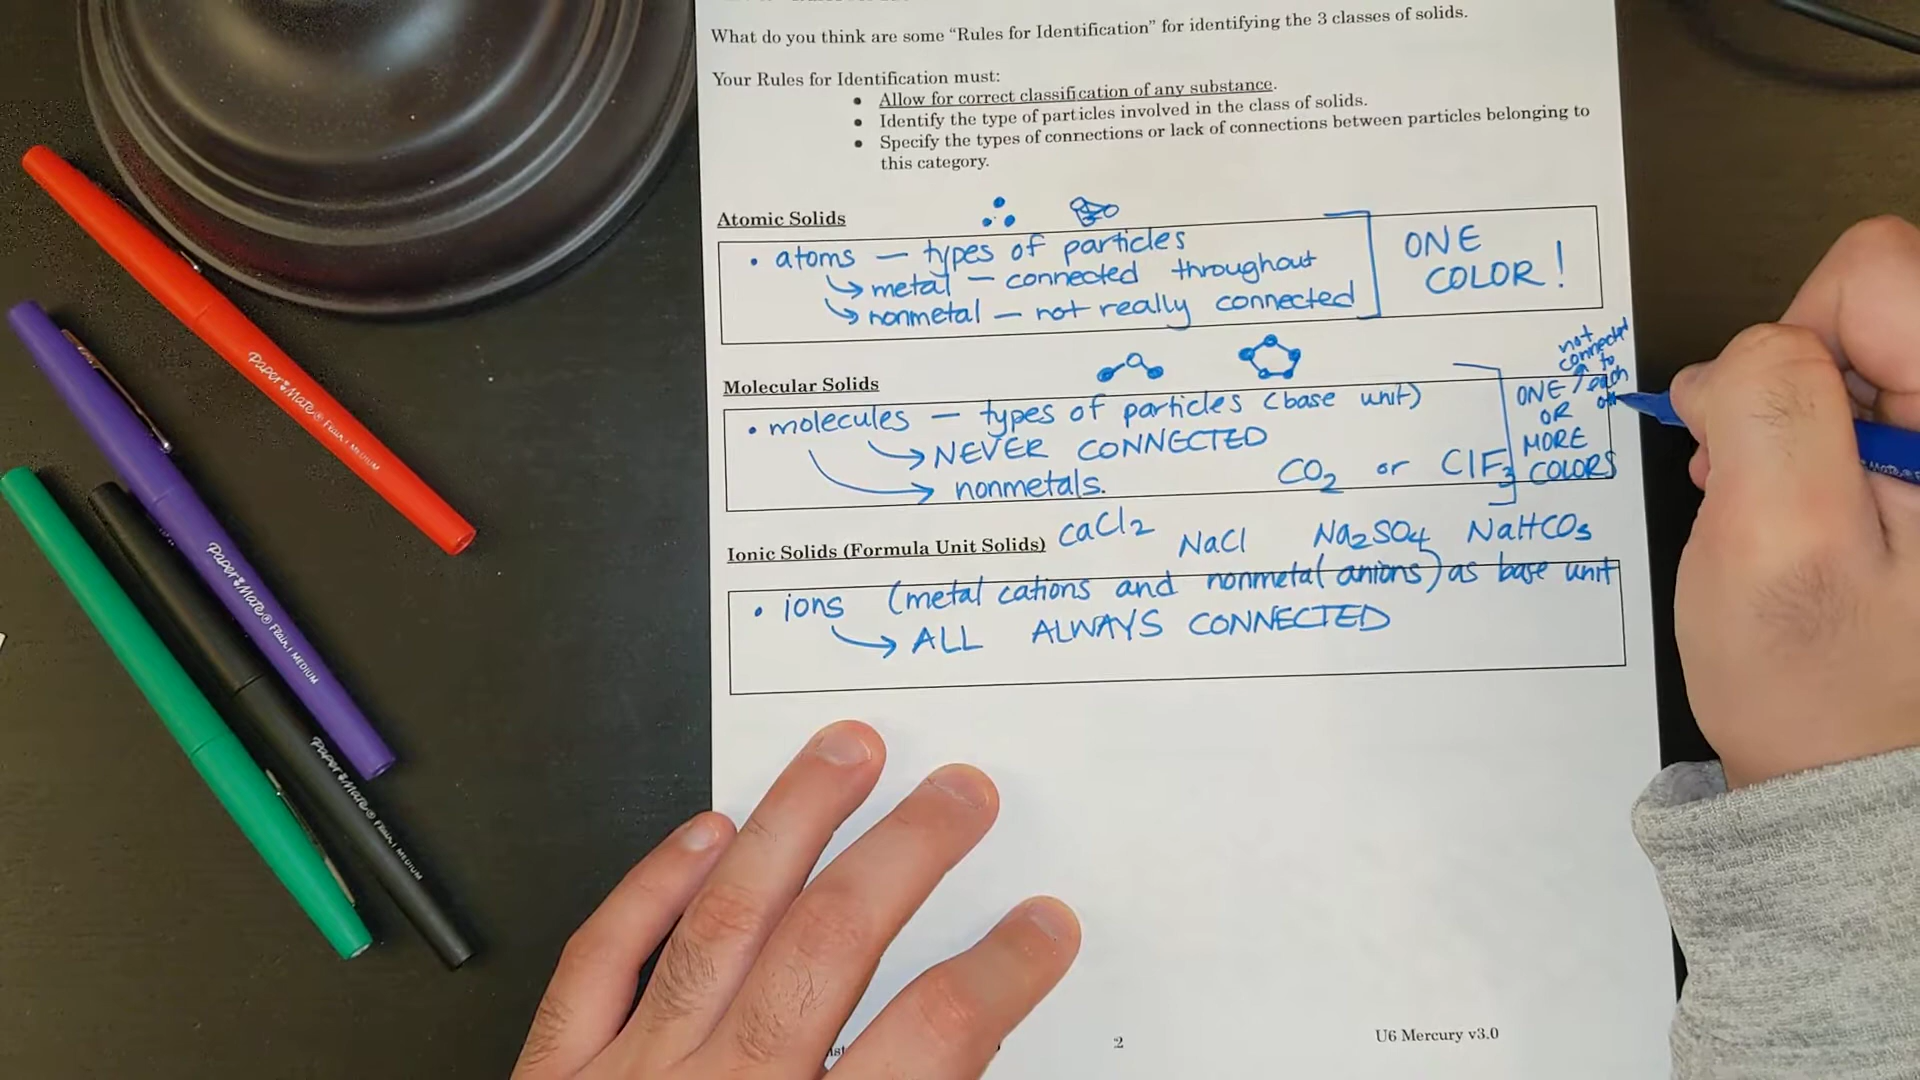 What do you think are some “Rules for Identification” for identifying the 3 classes of solids.
Your Rules for Identification must:
• Allow for correct classification of any substance.
• Identify the type of particles involved in the class of solids.
• Specify the types of connections or lack of connections between particles belonging to
this category.
Atomic Solids
• atoms — types of particles
↳ metal — connected throughout
↳ nonmetal — not really connected
ONE
COLOR!
Molecular Solids
• molecules — types of particles (base unit)
→ NEVER CONNECTED
→ nonmetals.
CO2 or ClF3
ONE
OR
MORE
COLORS
not
connected
to
each
Ionic Solids (Formula Unit Solids)
CaCl2 NaCl Na2SO4 NaHCO3
• ions (metal cations and nonmetal anions) as base unit
→ ALL ALWAYS CONNECTED
2
U6 Mercury v3.0
Paper Mate® Flair. | MEDIUM
Paper Mate® Flair. | MEDIUM
Paper Mate® Flair. | MEDIUM